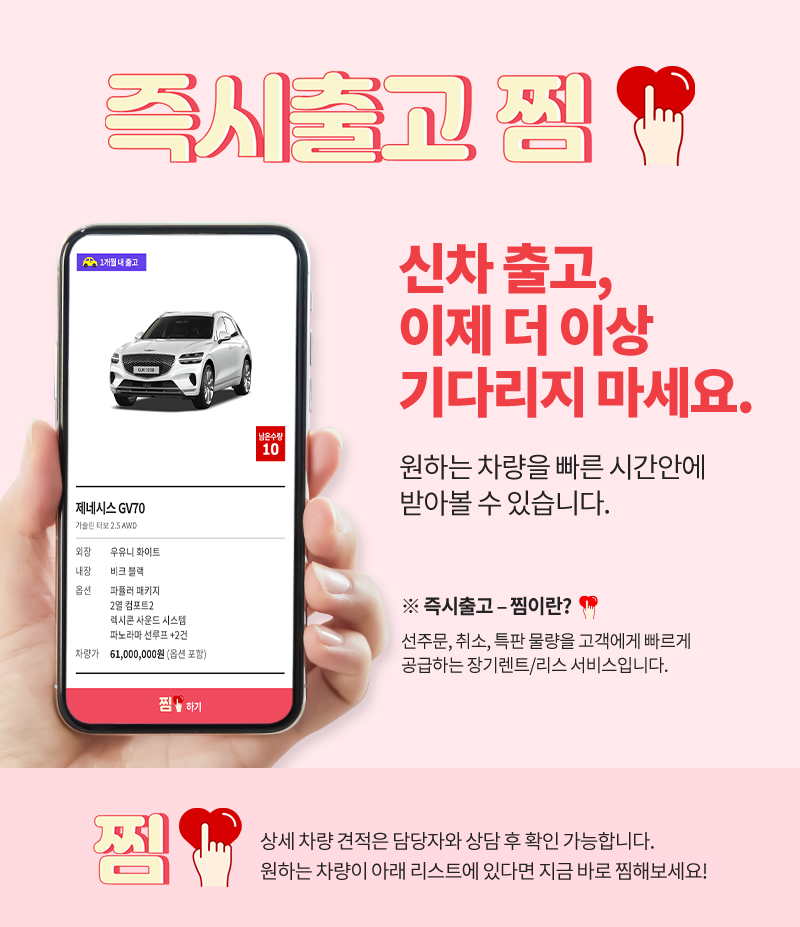 즉시출고 찜
1개월 내 출고
남은수량
10
제네시스 GV70
가솔린 터보 2.5 AWD
외장 우유니 화이트
내장 비크 블랙
옵션 파퓰러 패키지
2열 컴포트2
렉시콘 사운드 시스템
파노라마 선루프 +2건
차량가 61,000,000원 (옵션 포함)
찜 하기
신차 출고,
이제 더 이상
기다리지 마세요.
원하는 차량을 빠른 시간안에
받아볼 수 있습니다.
※ 즉시출고 – 찜이란?
선주문, 취소, 특판 물량을 고객에게 빠르게
공급하는 장기렌트/리스 서비스입니다.
찜
상세 차량 견적은 담당자와 상담 후 확인 가능합니다.
원하는 차량이 아래 리스트에 있다면 지금 바로 찜해보세요!